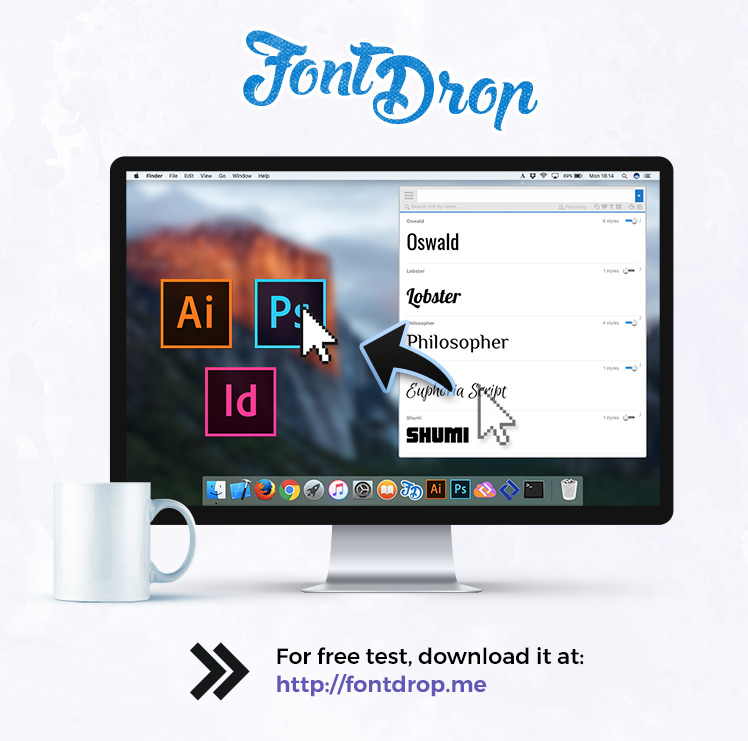 FontDrop
Finder File Edit View Go Window Help
Mon 18:14
Search font by name...
Popularity
Oswald 6 styles
Oswald
Lobster 1 styles
Lobster
Philosopher 6 styles
Philosopher
1 styles
Euphoria Script
Shumi 1 styles
SHUMI
Ai
Ps
Id
FD
Ai
Ps
For free test, download it at:
http://fontdrop.me